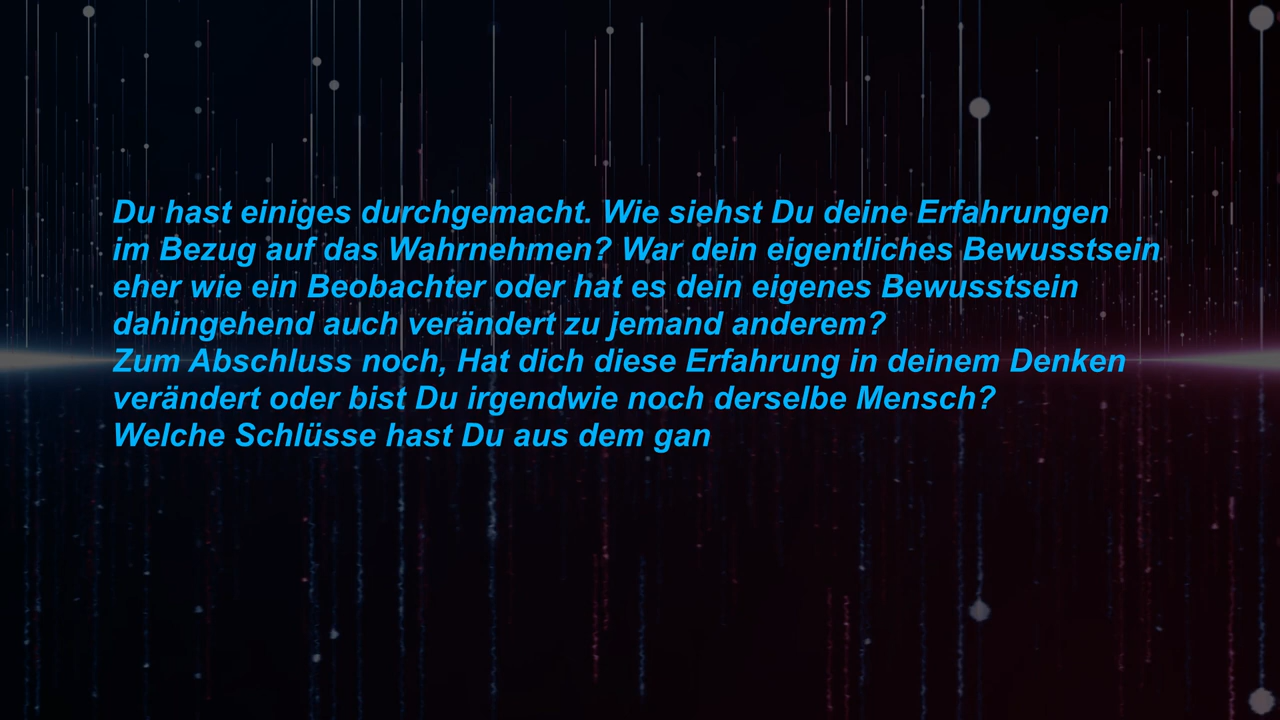 Du hast einiges durchgemacht. Wie siehst Du deine Erfahrungen
im Bezug auf das Wahrnehmen? War dein eigentliches Bewusstsein
eher wie ein Beobachter oder hat es dein eigenes Bewusstsein
dahingehend auch verändert zu jemand anderem?
Zum Abschluss noch, Hat dich diese Erfahrung in deinem Denken
verändert oder bist Du irgendwie noch derselbe Mensch?
Welche Schlüsse hast Du aus dem gan